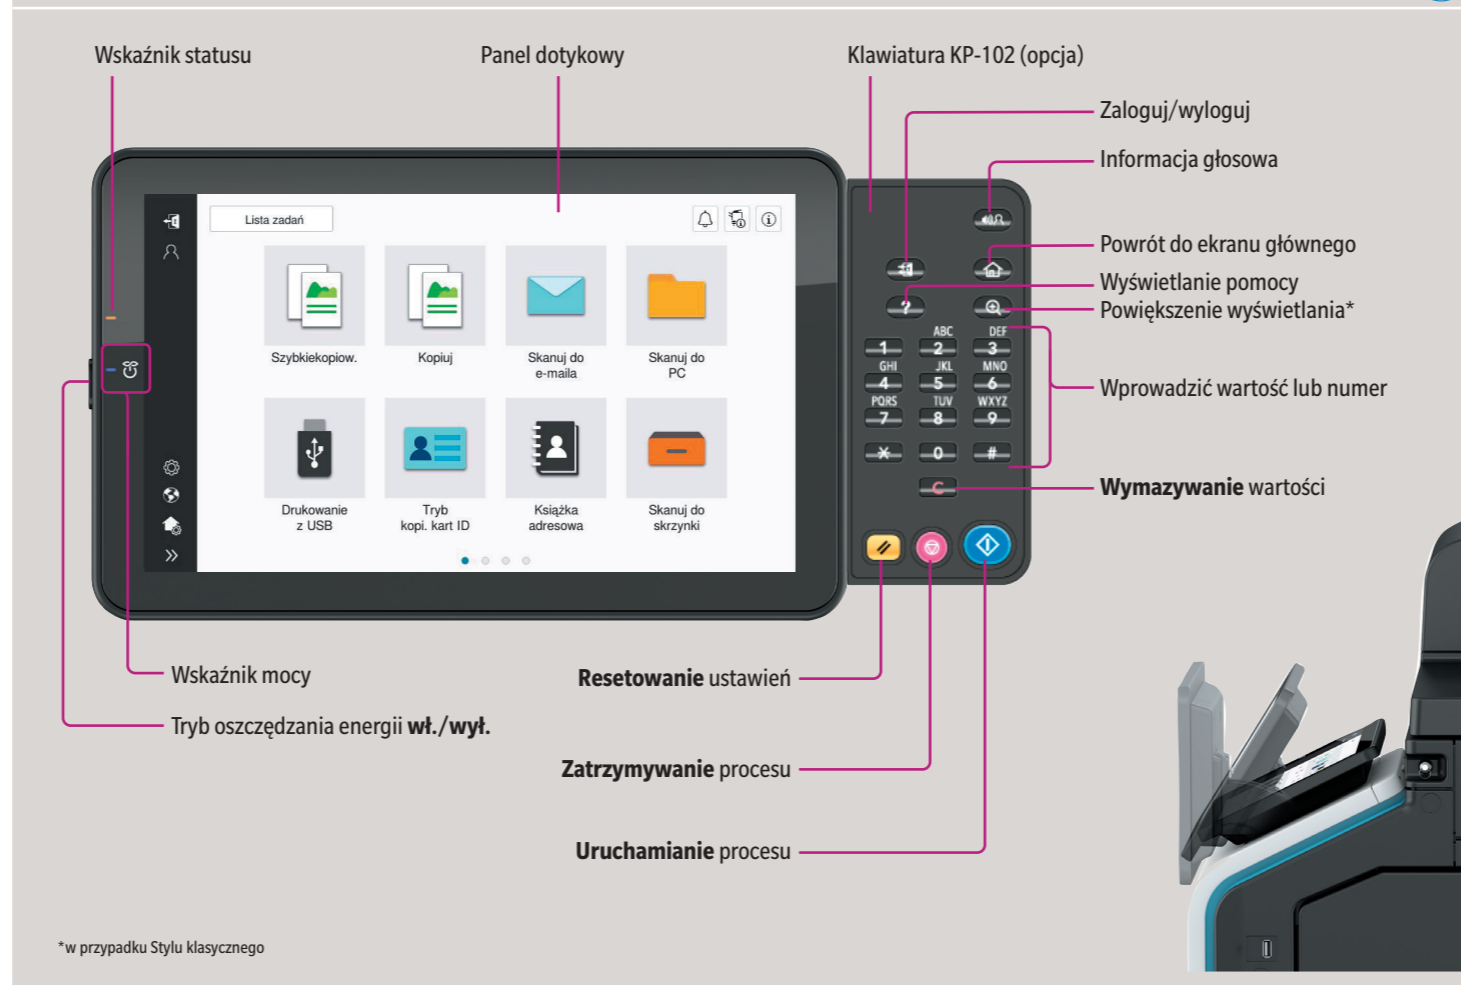 Wskaźnik statusu
Panel dotykowy
Klawiatura KP-102 (opcja)
Zaloguj/wyloguj
Informacja głosowa
Powrót do ekranu głównego
Wyświetlanie pomocy
Powiększenie wyświetlania*
Wprowadzić wartość lub numer
Wymazywanie wartości
Lista zadań
Szybkiekopiow.
Kopiuj
Skanuj do
e-maila
Skanuj do
PC
Drukowanie
z USB
Tryb
kopi. kart ID
Książka
adresowa
Skanuj do
skrzynki
?
ABC DEF
1 2 3
GHI JKL MNO
4 5 6
PQRS TUV WXYZ
7 8 9
* 0 #
C
Wskaźnik mocy
Tryb oszczędzania energii wł./wył.
Resetowanie ustawień
Zatrzymywanie procesu
Uruchamianie procesu
*w przypadku Stylu klasycznego